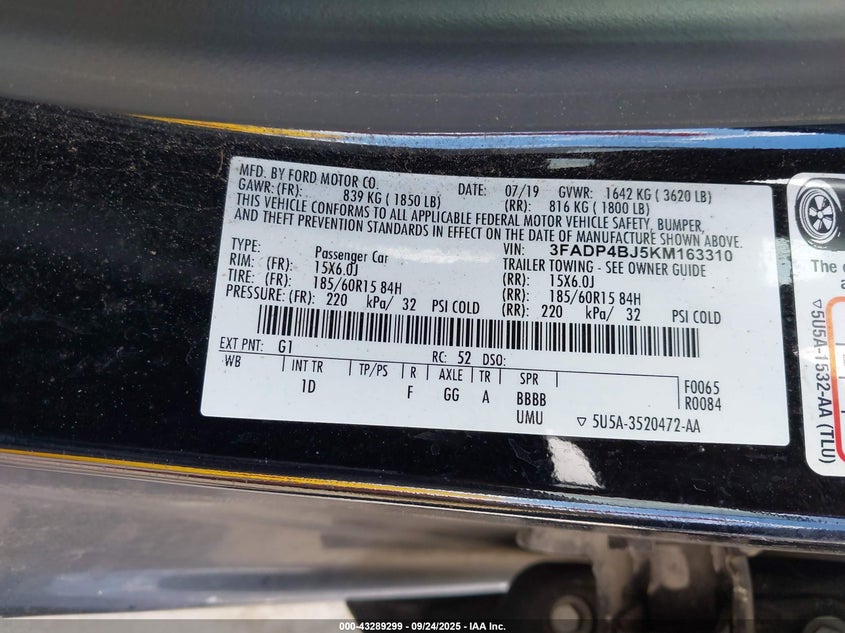 MFD. BY FORD MOTOR CO. DATE: 07/19 GVWR: 1642 KG ( 3620 LB)
GAWR: (FR): 839 KG ( 1850 LB) (RR): 816 KG ( 1800 LB)
THIS VEHICLE CONFORMS TO ALL APPLICABLE FEDERAL MOTOR VEHICLE SAFETY, BUMPER,
AND THEFT PREVENTION STANDARDS IN EFFECT ON THE DATE OF MANUFACTURE SHOWN ABOVE.
VIN: 3FADP4BJ5KM163310
TYPE: Passenger Car TRAILER TOWING - SEE OWNER GUIDE
RIM: (FR): 15X6.0J (RR): 15X6.0J
TIRE: (FR): 185/60R15 84H (RR): 185/60R15 84H
PRESSURE: (FR): 220 kPa/ 32 PSI COLD (RR): 220 kPa/ 32 PSI COLD
EXT PNT: G1 RC: 52 DSO:
WB INT TR TP/PS R AXLE TR SPR F0065
1D F GG A BBBB R0084
UMU ▽ 5U5A-3520472-AA
The
▽5U5A-1532-AA (TLU)
000-43289299 - 09/24/2025 - IAA Inc.